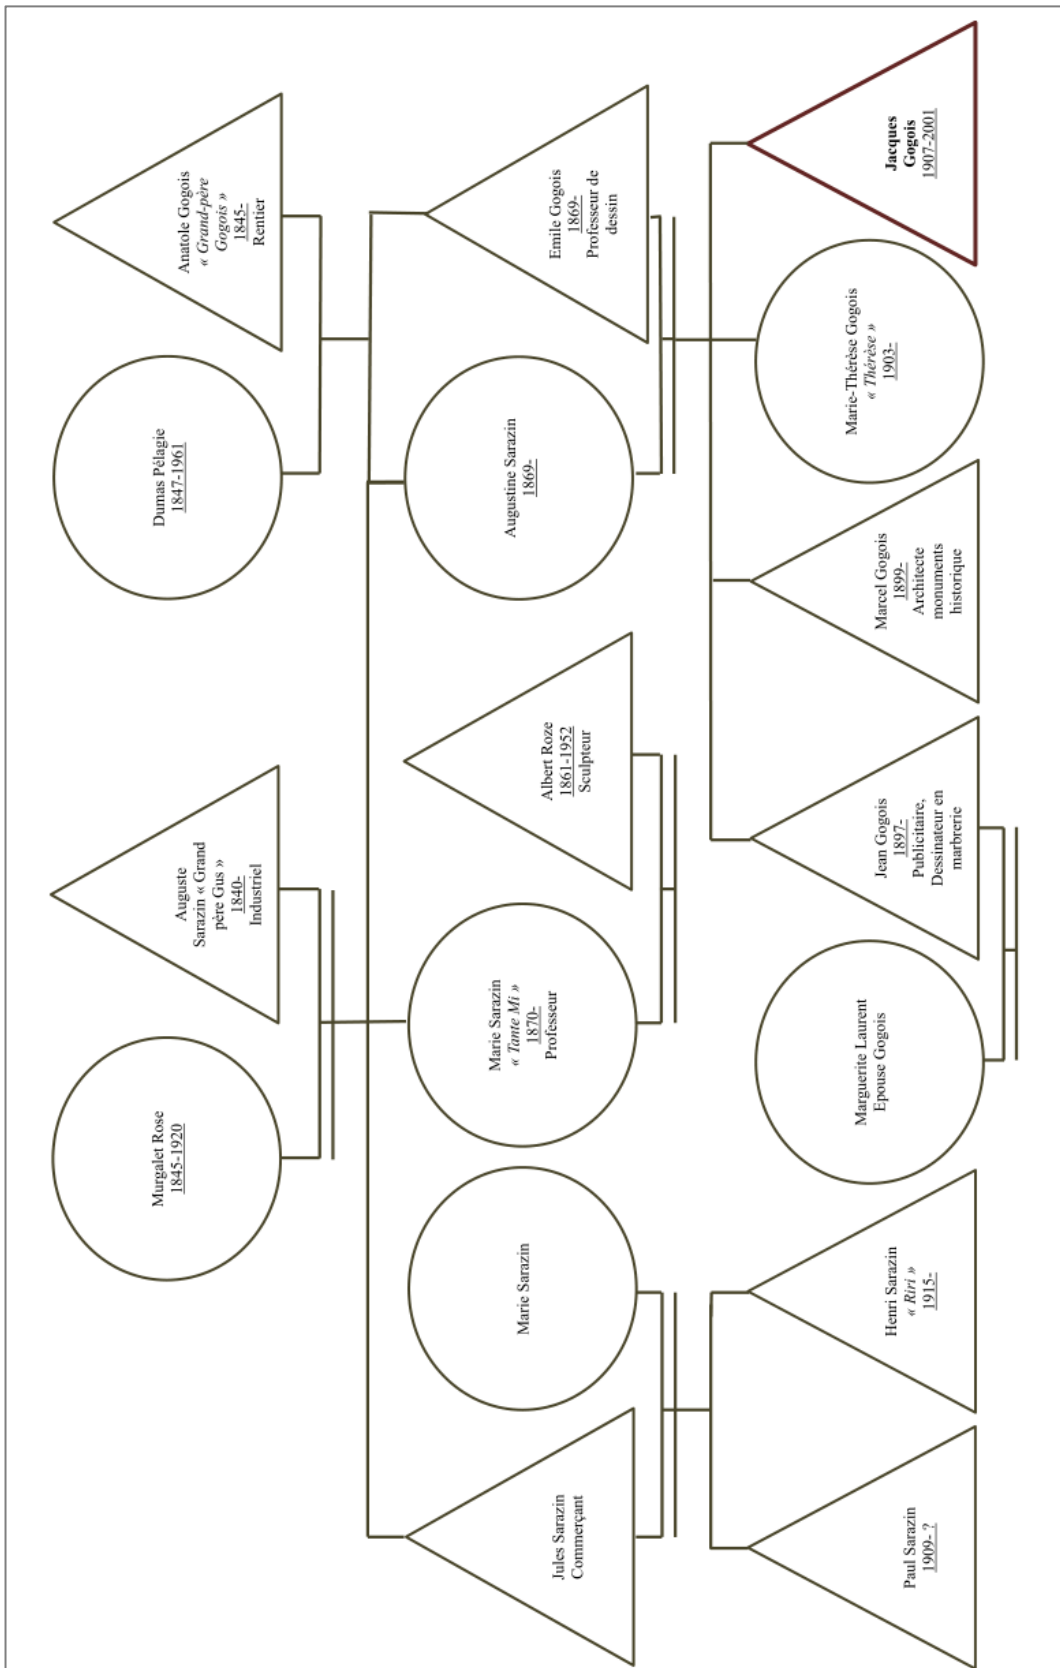 Murgalet Rose
1845-1920
Auguste
Sarazin « Grand
père Gus »
1840-
Industriel
Dumas Pélagie
1847-1961
Anatole Gogois
« Grand-père
Gogois »
1845-
Rentier
Jules Sarazin
Commerçant
Marie Sarazin
Marie Sarazin
« Tante Mi »
1870-
Professeur
Albert Roze
1861-1952
Sculpteur
Augustine Sarazin
1869-
Emile Gogois
1869-
Professeur de
dessin
Paul Sarazin
1909- ?
Henri Sarazin
« Riri »
1915-
Marguerite Laurent
Epouse Gogois
Jean Gogois
1897-
Publicitaire,
Dessinateur en
marbrerie
Marcel Gogois
1899-
Architecte
monuments
historique
Marie-Thérèse Gogois
« Thérèse »
1903-
Jacques
Gogois
1907-2001